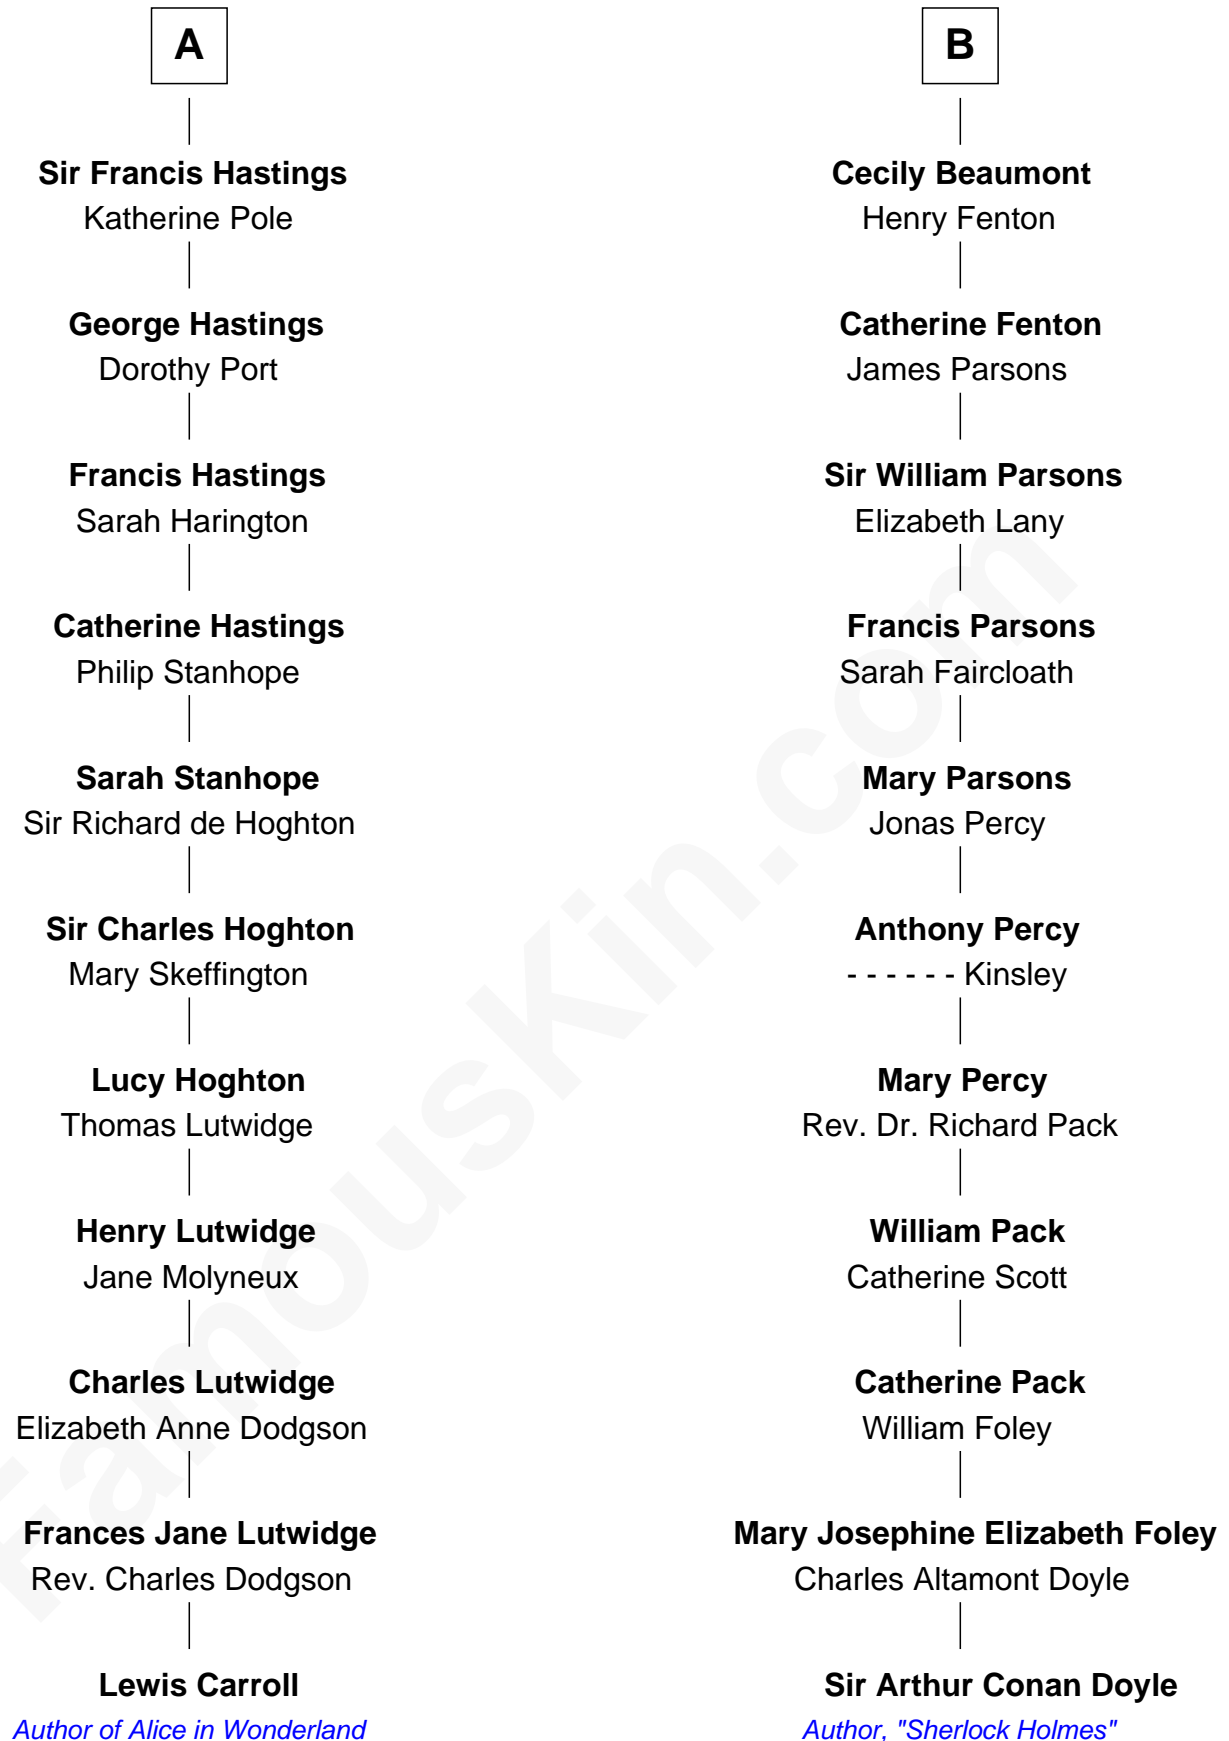 A
Sir Francis Hastings
Katherine Pole
George Hastings
Dorothy Port
Francis Hastings
Sarah Harington
Catherine Hastings
Philip Stanhope
Sarah Stanhope
Sir Richard de Hoghton
Sir Charles Hoghton
Mary Skeffington
Lucy Hoghton
Thomas Lutwidge
Henry Lutwidge
Jane Molyneux
Charles Lutwidge
Elizabeth Anne Dodgson
Frances Jane Lutwidge
Rev. Charles Dodgson
Lewis Carroll
Author of Alice in Wonderland
B
Cecily Beaumont
Henry Fenton
Catherine Fenton
James Parsons
Sir William Parsons
Elizabeth Lany
Francis Parsons
Sarah Faircloath
Mary Parsons
Jonas Percy
Anthony Percy
- - - - - - Kinsley
Mary Percy
Rev. Dr. Richard Pack
William Pack
Catherine Scott
Catherine Pack
William Foley
Mary Josephine Elizabeth Foley
Charles Altamont Doyle
Sir Arthur Conan Doyle
Author, "Sherlock Holmes"
FamousKin.com